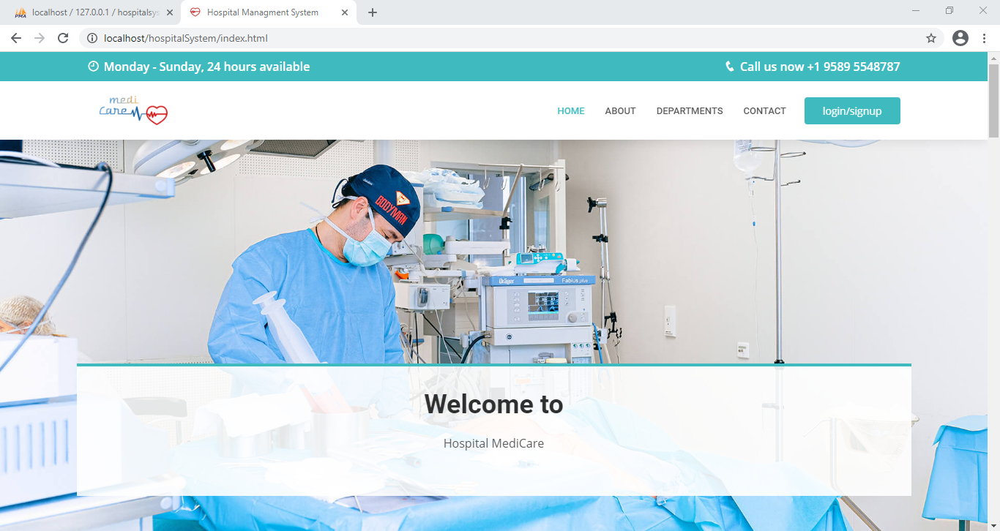 localhost / 127.0.0.1 / hospitalsys
Hospital Managment System
localhost/hospitalSystem/index.html
Monday - Sunday, 24 hours available
Call us now +1 9589 5548787
medi
care
HOME
ABOUT
DEPARTMENTS
CONTACT
login/signup
BODYMAN
Dräger
Fabius plus
Welcome to
Hospital MediCare